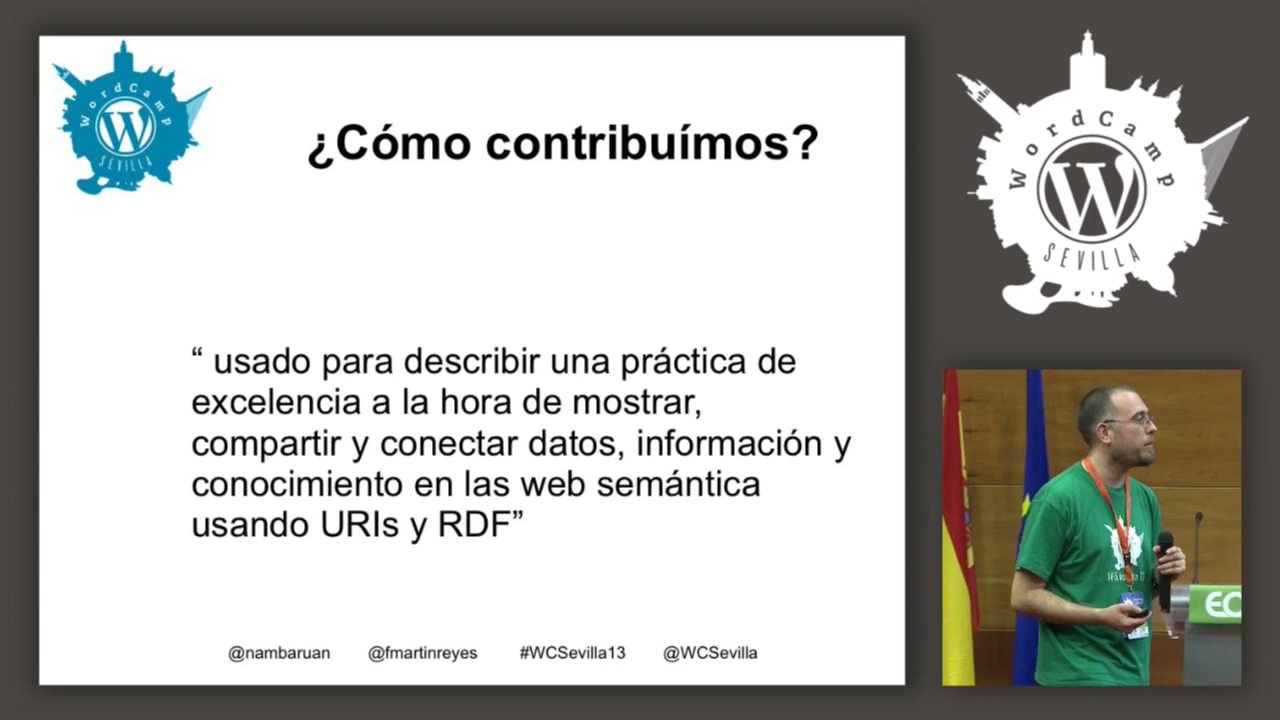 WordCamp
SEVILLA
¿Cómo contribuímos?
“ usado para describir una práctica de
excelencia a la hora de mostrar,
compartir y conectar datos, información y
conocimiento en las web semántica
usando URIs y RDF”
@nambaruan @fmartinreyes #WCSevilla13 @WCSevilla
WordCamp
SEVILLA
EO